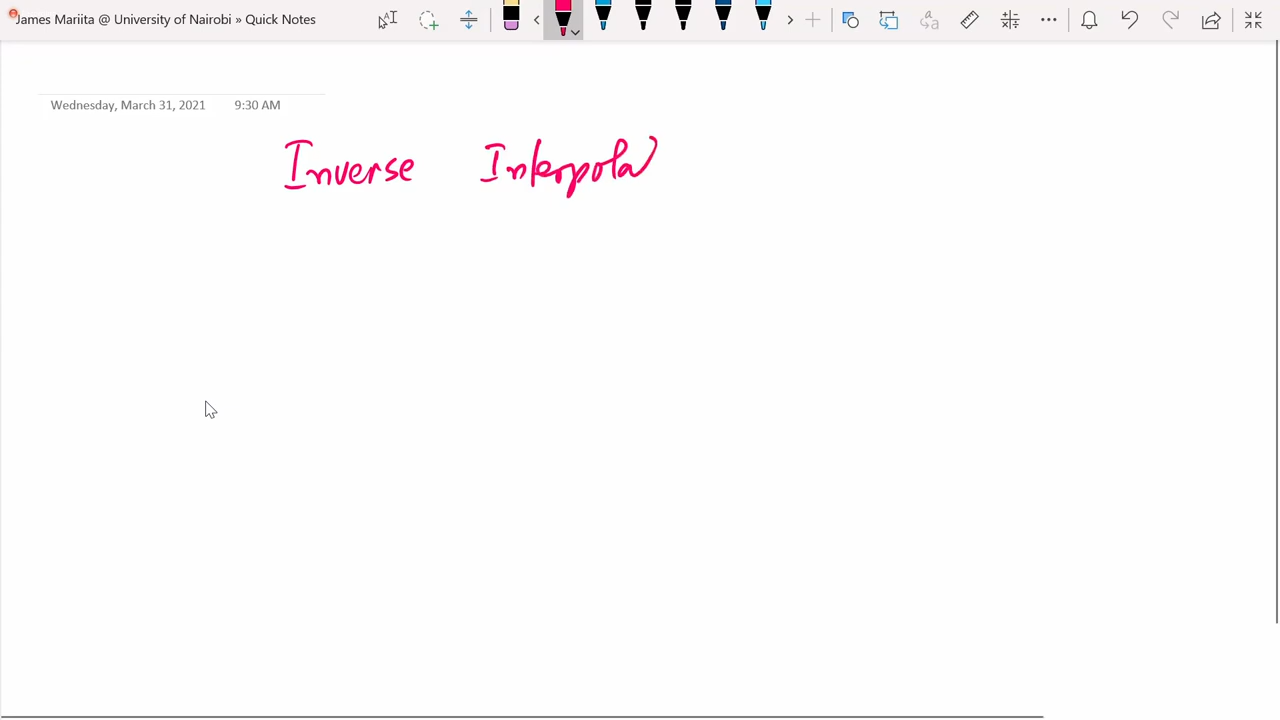 James Mariita @ University of Nairobi » Quick Notes
Wednesday, March 31, 2021 9:30 AM
Inverse Interpola